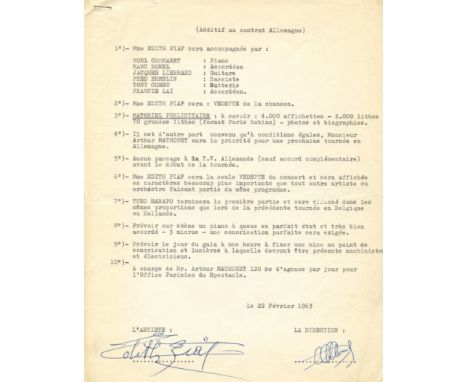 (Additif au contrat Allemagne)
1°)- Mme EDITH PIAF sera accompagnée par :
NOEL COMMARET : Piano
MARC BONEL : Accordéon
JACQUES LIEBRARD : Guitare
FRED ERMELIN : Bassiste
TONY COSSU : Batterie
FRANCIS LAI : Accordéon.
2°)- Mme EDITH PIAF sera : VEDETTE de la chanson.
3°)- MATERIEL PUBLICITAIRE : à savoir : 4.000 affichettes - 2.000 lithos
70 grandes lithos (format Paris Dubias) - photos et biographies.
4°)- Il est d'autre part convenu qu'à conditions égales, Monsieur
Arthur MATHONET aura la priorité pour une prochaine tournée en
Allemagne.
5°)- Aucun passage à la T.V. Allemande (sauf accord complémentaire)
avant le début de la tournée.
6°)- Mme EDITH PIAF sera la seule VEDETTE du concert et sera affichée
en caractères beaucoup plus importants que tout autre artiste ou
orchestre faisant partie du même programme.
7°)- THEO SARAPO terminera la première partie et sera affiché dans les
mêmes proportions que lors de la précédente tournée en Belgique
ou Hollande.
8°)- Prévoir sur scène un piano à queue en parfait état et très bien
accordé - 3 micros - une sonorisation parfaite sera exigée.
9°)- Prévoir le jour du gala à une heure à fixer une mise au point de
sonorisation et lumières à laquelle devront être présents machiniste
et électriciens.
10°)-
A charge de Mr. Arthur MATHONET 120 Rm d'agence par jour pour
l'Office Parisien du Spectacle.
le 22 Février 1963
L'ARTISTE : LA DIRECTION :
Edith Piaf